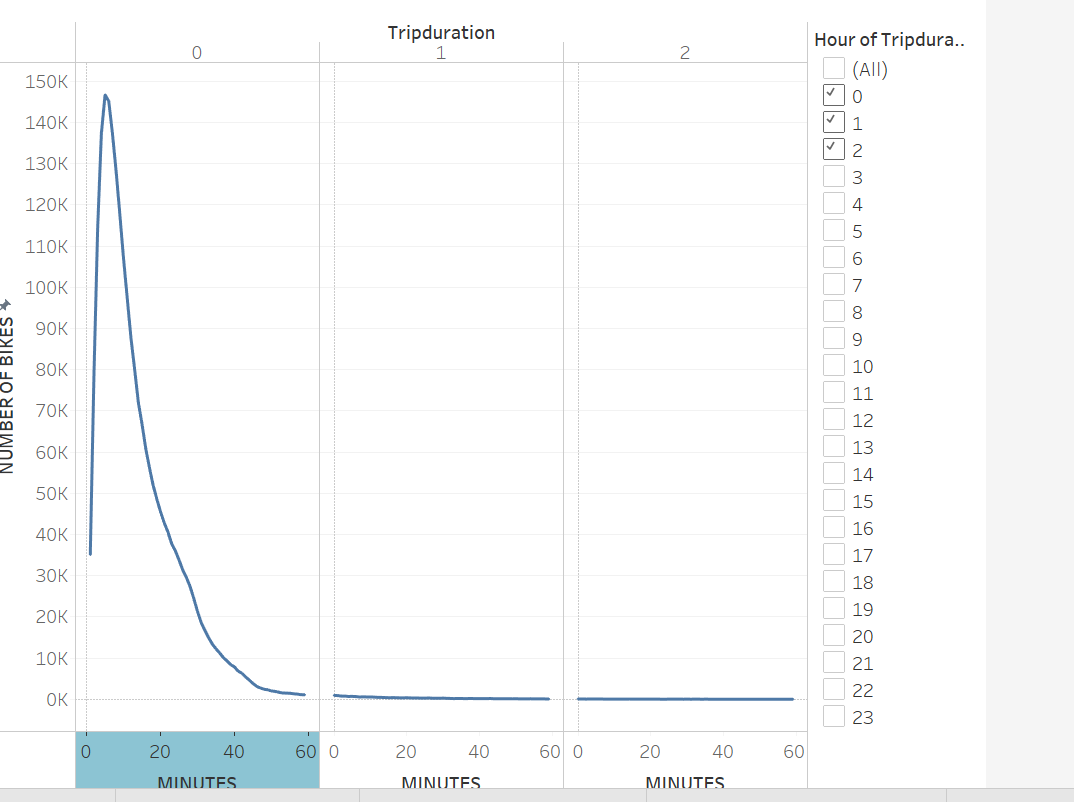 Tripduration
0 1 2
150K
140K
130K
120K
110K
100K
90K
80K
70K
60K
50K
40K
30K
20K
10K
0K
NUMBER OF BIKES
0 20 40 60 0 20 40 60 0 20 40 60
MINUTES MINUTES MINUTES
Hour of Tripdura..
(All)
0
1
2
3
4
5
6
7
8
9
10
11
12
13
14
15
16
17
18
19
20
21
22
23